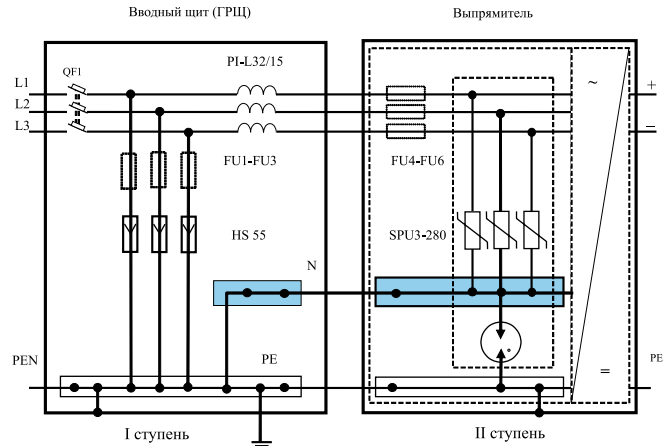 Вводный щит (ГРЩ)
Выпрямитель
PI-L32/15
L1
QF1
~
+
L2
L3
–
FU1-FU3
FU4-FU6
HS 55
SPU3-280
N
PEN
PE
=
PE
I ступень
II ступень